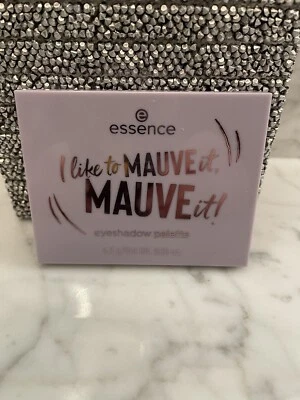 essence
I like to MAUVE it,
MAUVE it!
eyeshadow palette